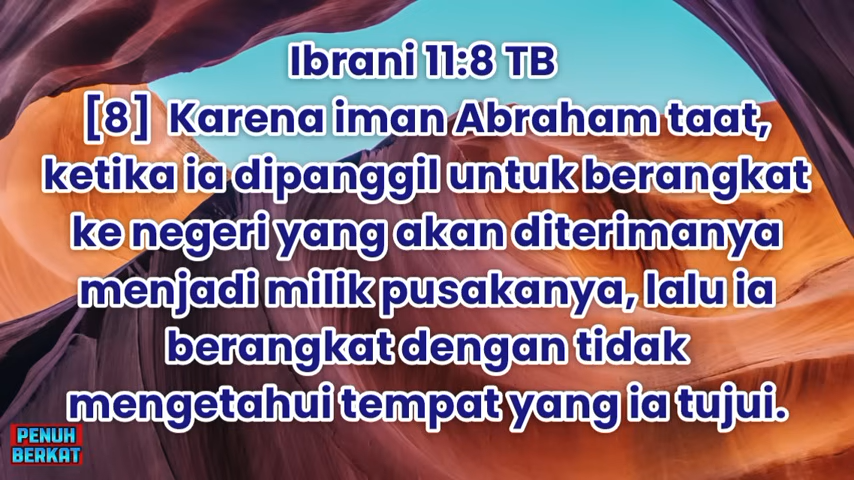 Ibrani 11:8 TB
[8] Karena iman Abraham taat,
ketika ia dipanggil untuk berangkat
ke negeri yang akan diterimanya
menjadi milik pusakanya, lalu ia
berangkat dengan tidak
mengetahui tempat yang ia tujui.
PENUH
BERKAT